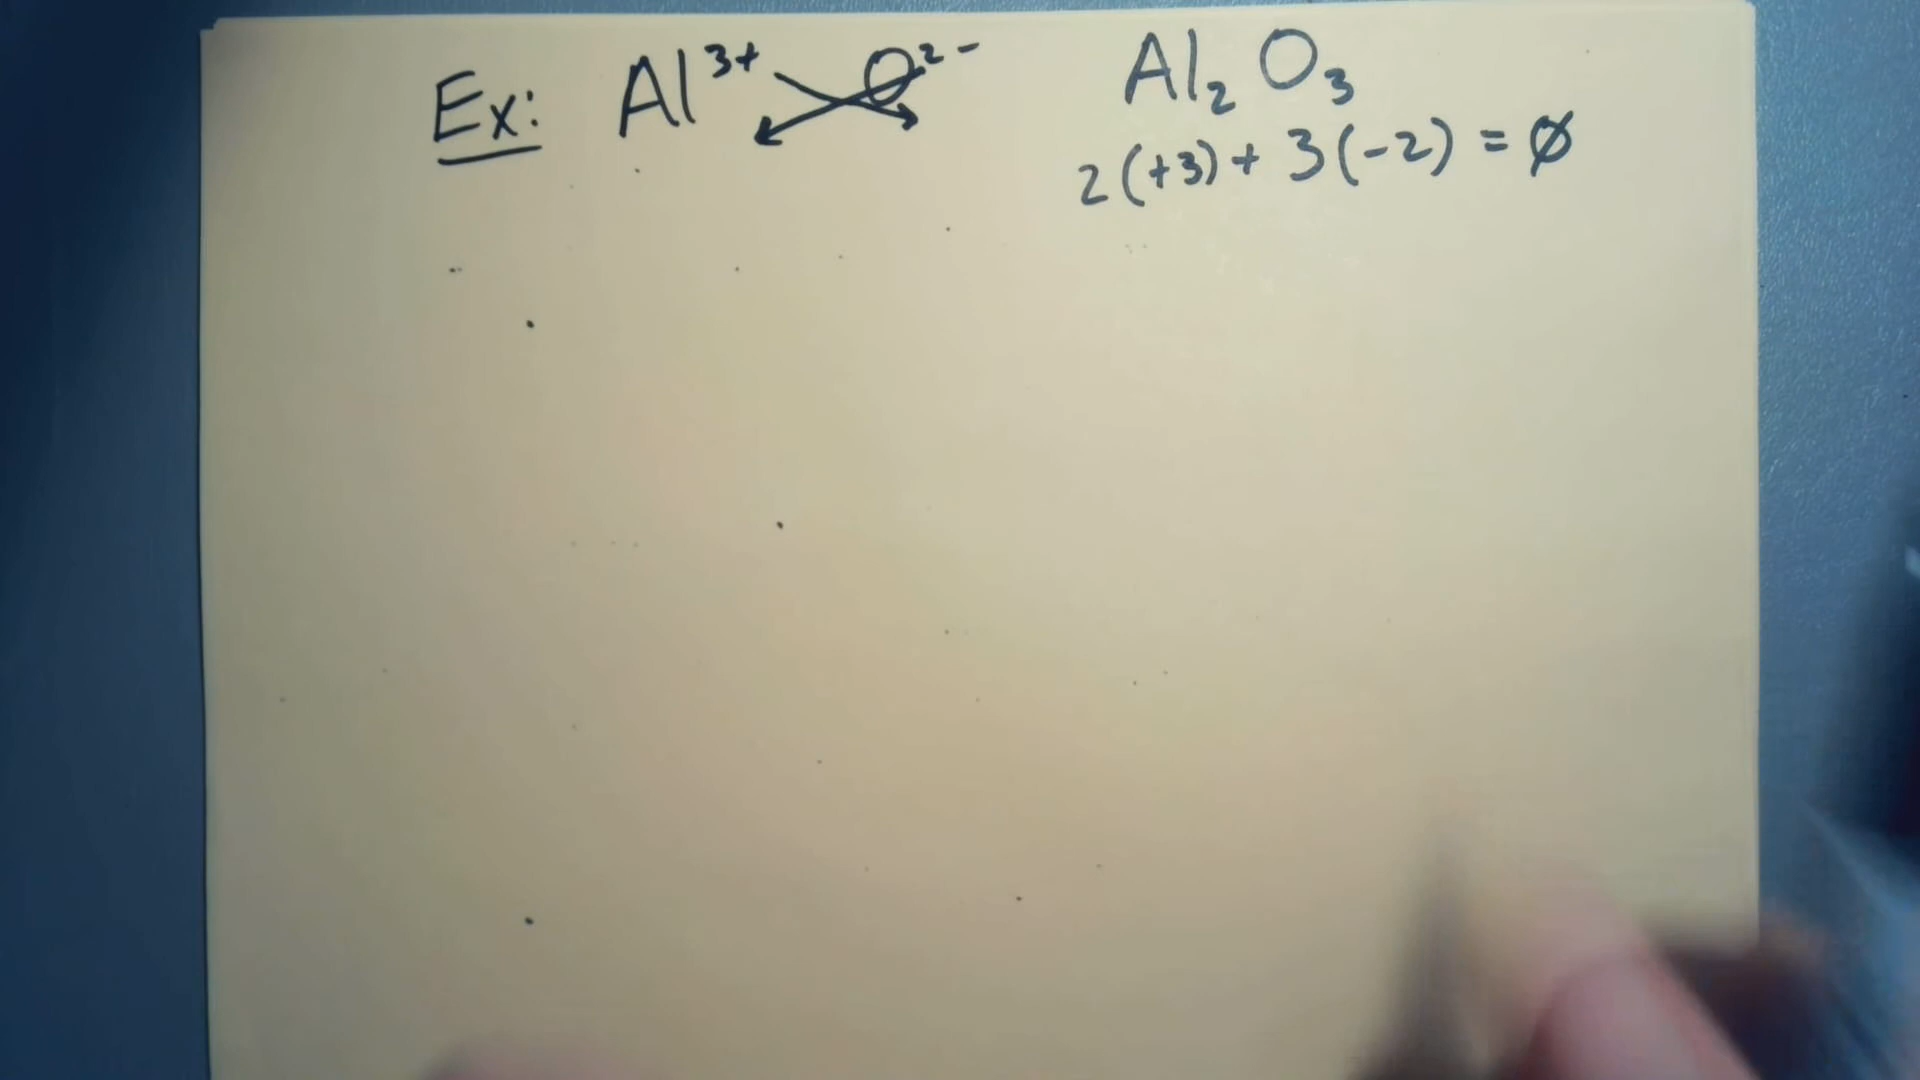 Ex: Al³⁺ O²⁻ Al₂O₃
2(+3) + 3(-2) = ∅